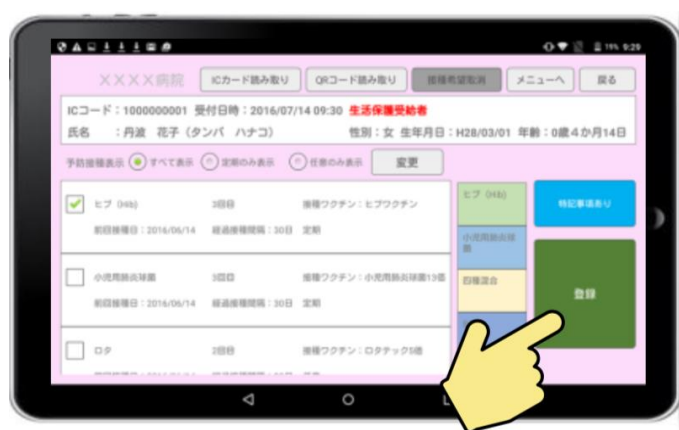 15% 9:29
XXXX病院 ICカード読み取り QRコード読み取り 接種希望取消 メニューへ 戻る
ICコード：1000000001 受付日時：2016/07/14 09:30 生活保護受給者
氏名 ：丹波 花子（タンバ ハナコ） 性別：女 生年月日：H28/03/01 年齢：0歳4か月14日
予防接種表示 すべて表示 定期のみ表示 任意のみ表示 変更
ヒブ (Hib) 3回目 接種ワクチン：ヒブワクチン
前回接種日：2016/06/14 経過接種間隔：30日 定期
小児用肺炎球菌 3回目 接種ワクチン：小児用肺炎球菌13価
前回接種日：2016/06/14 経過接種間隔：30日 定期
ロタ 2回目 接種ワクチン：ロタテック5価
ヒブ (Hib)
小児用肺炎球菌
四種混合
特記事項あり
登録